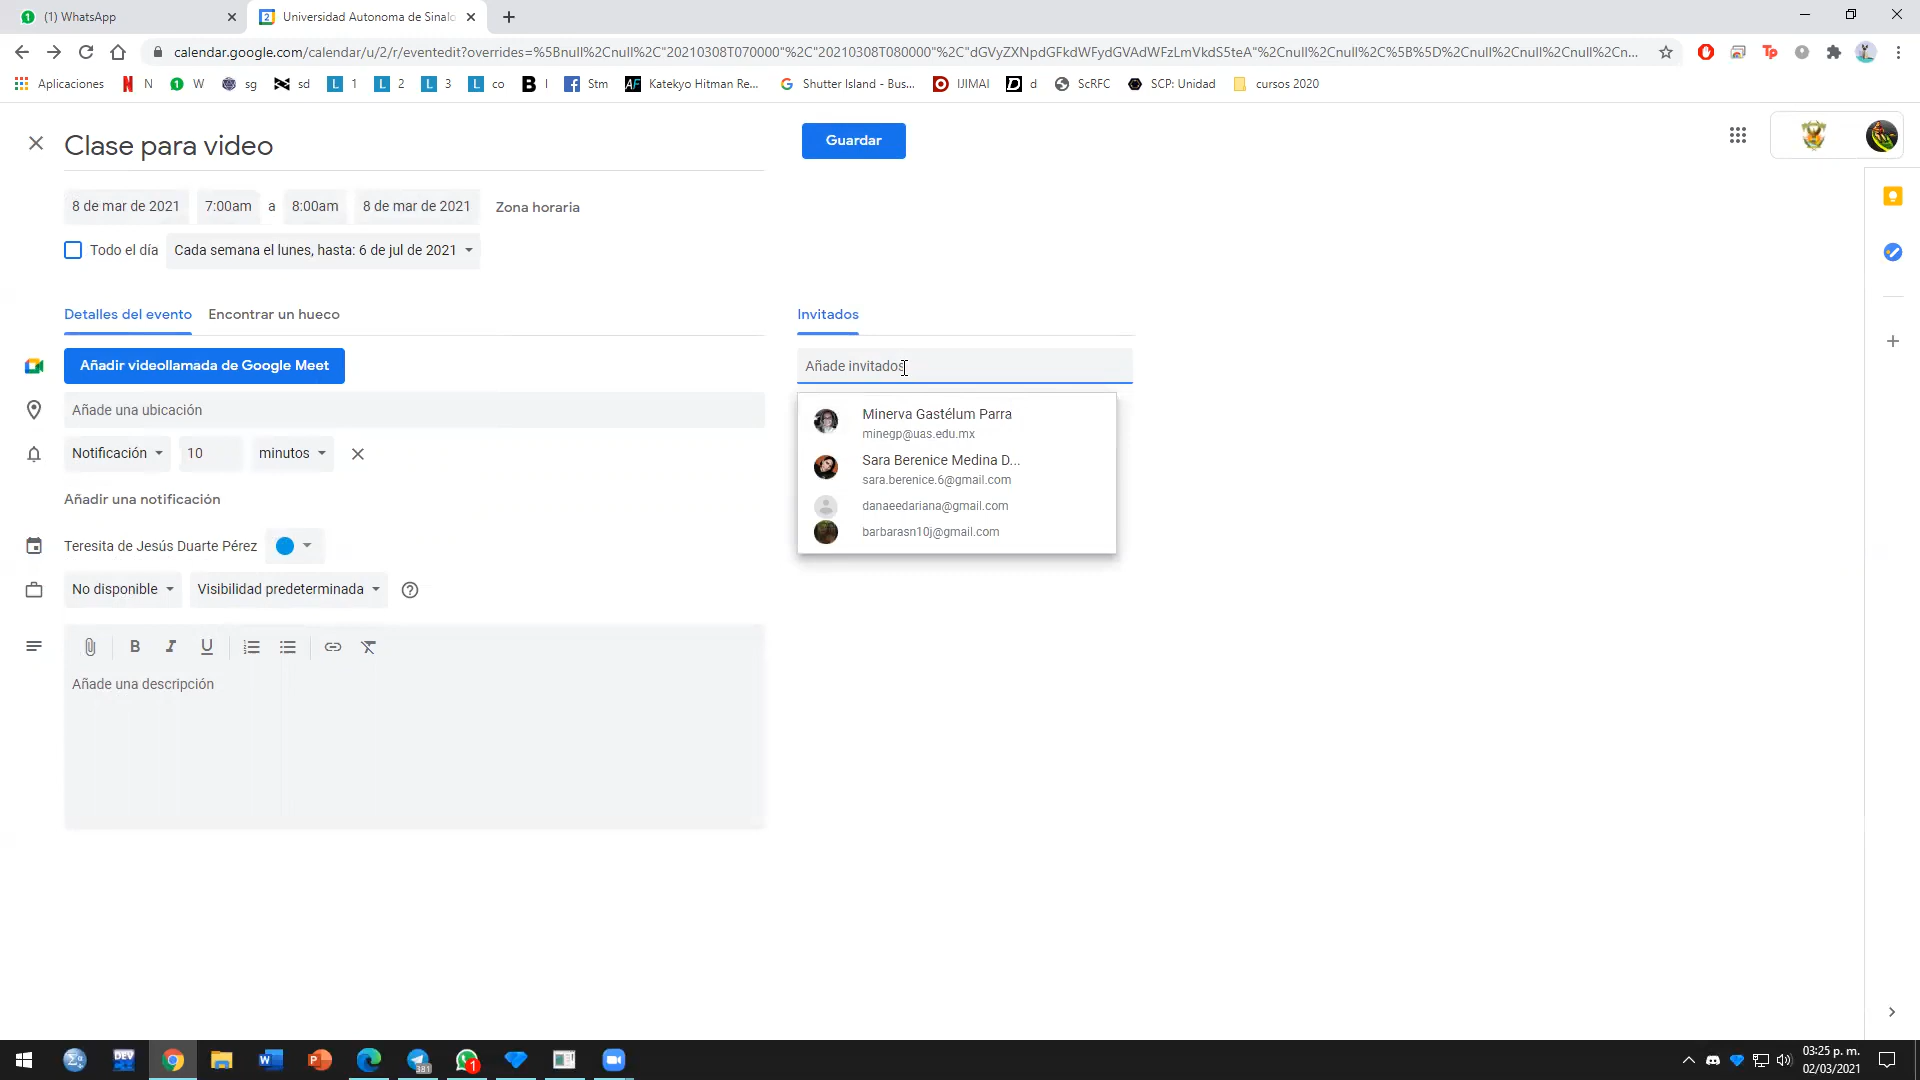 (1) WhatsApp
Universidad Autonoma de Sinalo
calendar.google.com/calendar/u/2/r/eventedit?overrides=%5Bnull%2Cnull%2C"20210308T070000"%2C"20210308T080000"%2C"dGVyZXNpdGFkdWFydGVAdWFzLmVkdS5teA"%2Cnull%2Cnull%2C%5B%5D%2Cnull%2Cnull%2Cnull%2Cn...
Aplicaciones N W sg sd 1 2 3 co I Stm Katekyo Hitman Re... Shutter Island - Bus... IJIMAI d ScRFC SCP: Unidad cursos 2020
Clase para video
Guardar
8 de mar de 2021 7:00am a 8:00am 8 de mar de 2021 Zona horaria
Todo el día Cada semana el lunes, hasta: 6 de jul de 2021
Detalles del evento Encontrar un hueco
Invitados
Añadir videollamada de Google Meet
Añade invitados
Añade una ubicación
Minerva Gastélum Parra
minegp@uas.edu.mx
Sara Berenice Medina D...
sara.berenice.6@gmail.com
danaeedariana@gmail.com
barbarasn10j@gmail.com
Notificación 10 minutos
Añadir una notificación
Teresita de Jesús Duarte Pérez
No disponible Visibilidad predeterminada
B I U
Añade una descripción
03:25 p. m.
02/03/2021